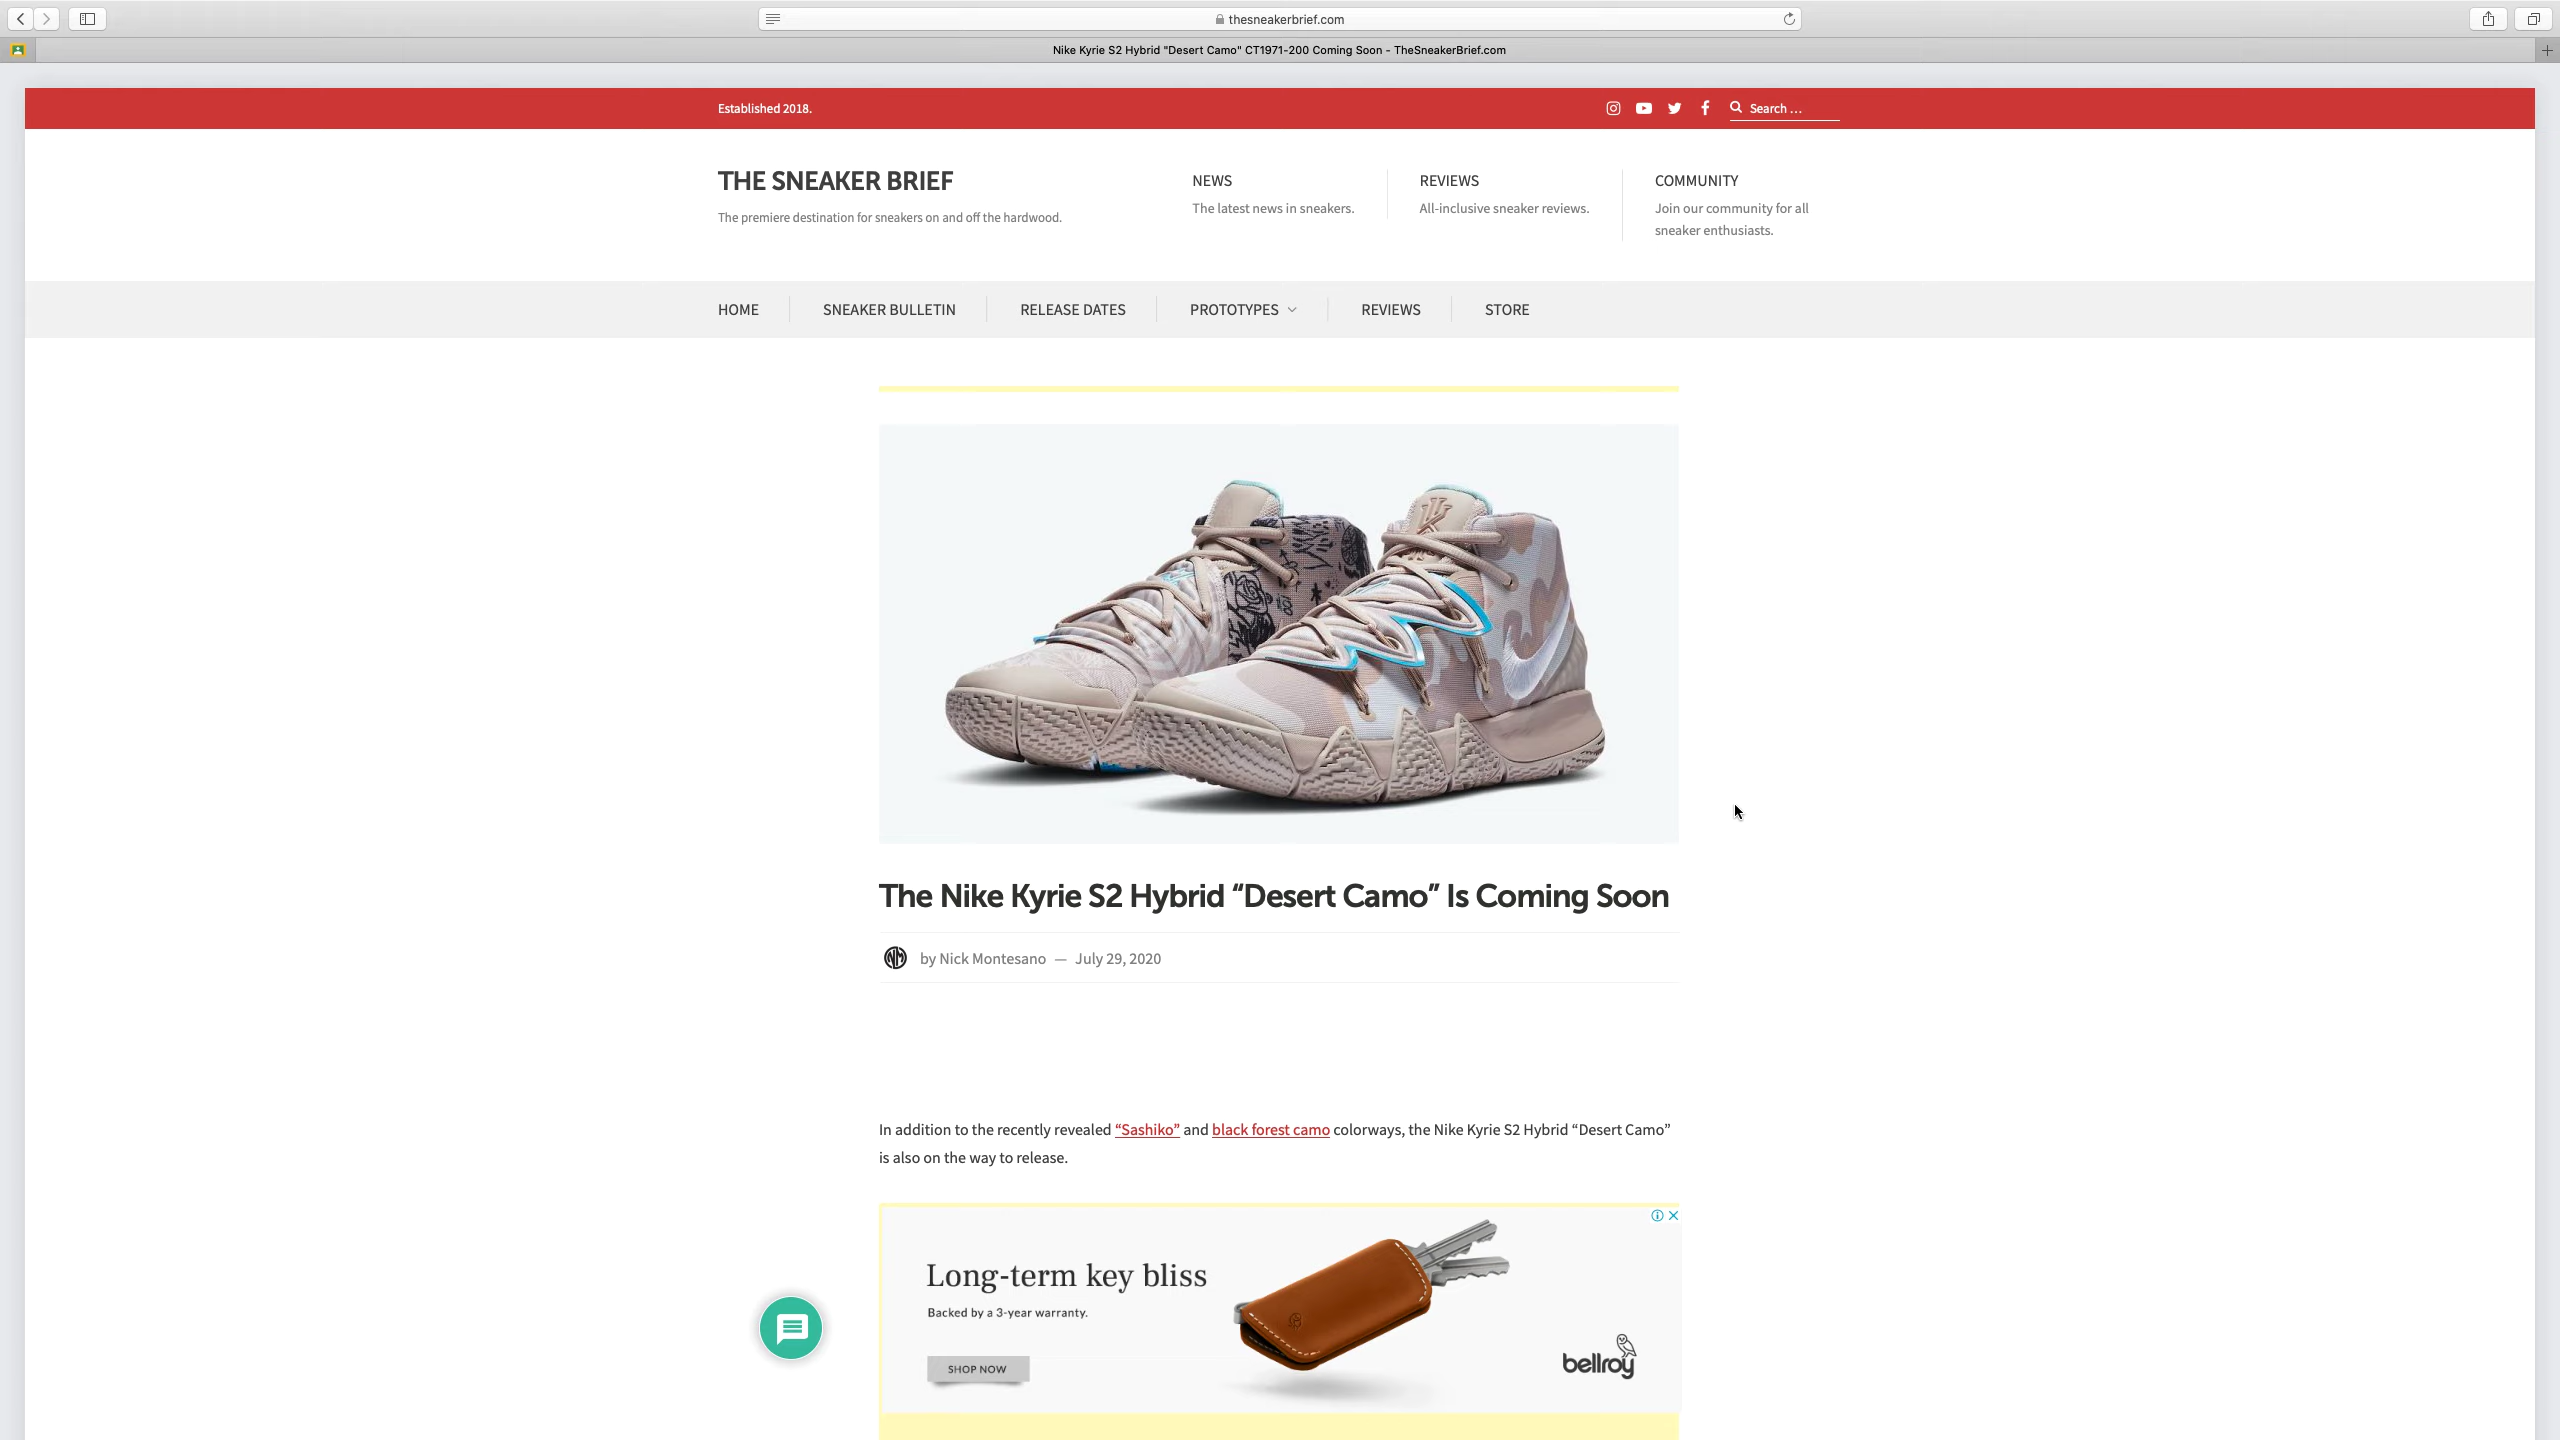 thesneakerbrief.com
Nike Kyrie S2 Hybrid "Desert Camo" CT1971-200 Coming Soon - TheSneakerBrief.com
Established 2018.
Search …
THE SNEAKER BRIEF
The premiere destination for sneakers on and off the hardwood.
NEWS
The latest news in sneakers.
REVIEWS
All-inclusive sneaker reviews.
COMMUNITY
Join our community for all
sneaker enthusiasts.
HOME
SNEAKER BULLETIN
RELEASE DATES
PROTOTYPES
REVIEWS
STORE
The Nike Kyrie S2 Hybrid “Desert Camo” Is Coming Soon
by Nick Montesano — July 29, 2020
In addition to the recently revealed “Sashiko” and black forest camo colorways, the Nike Kyrie S2 Hybrid “Desert Camo”
is also on the way to release.
Long-term key bliss
Backed by a 3-year warranty.
SHOP NOW
bellroy